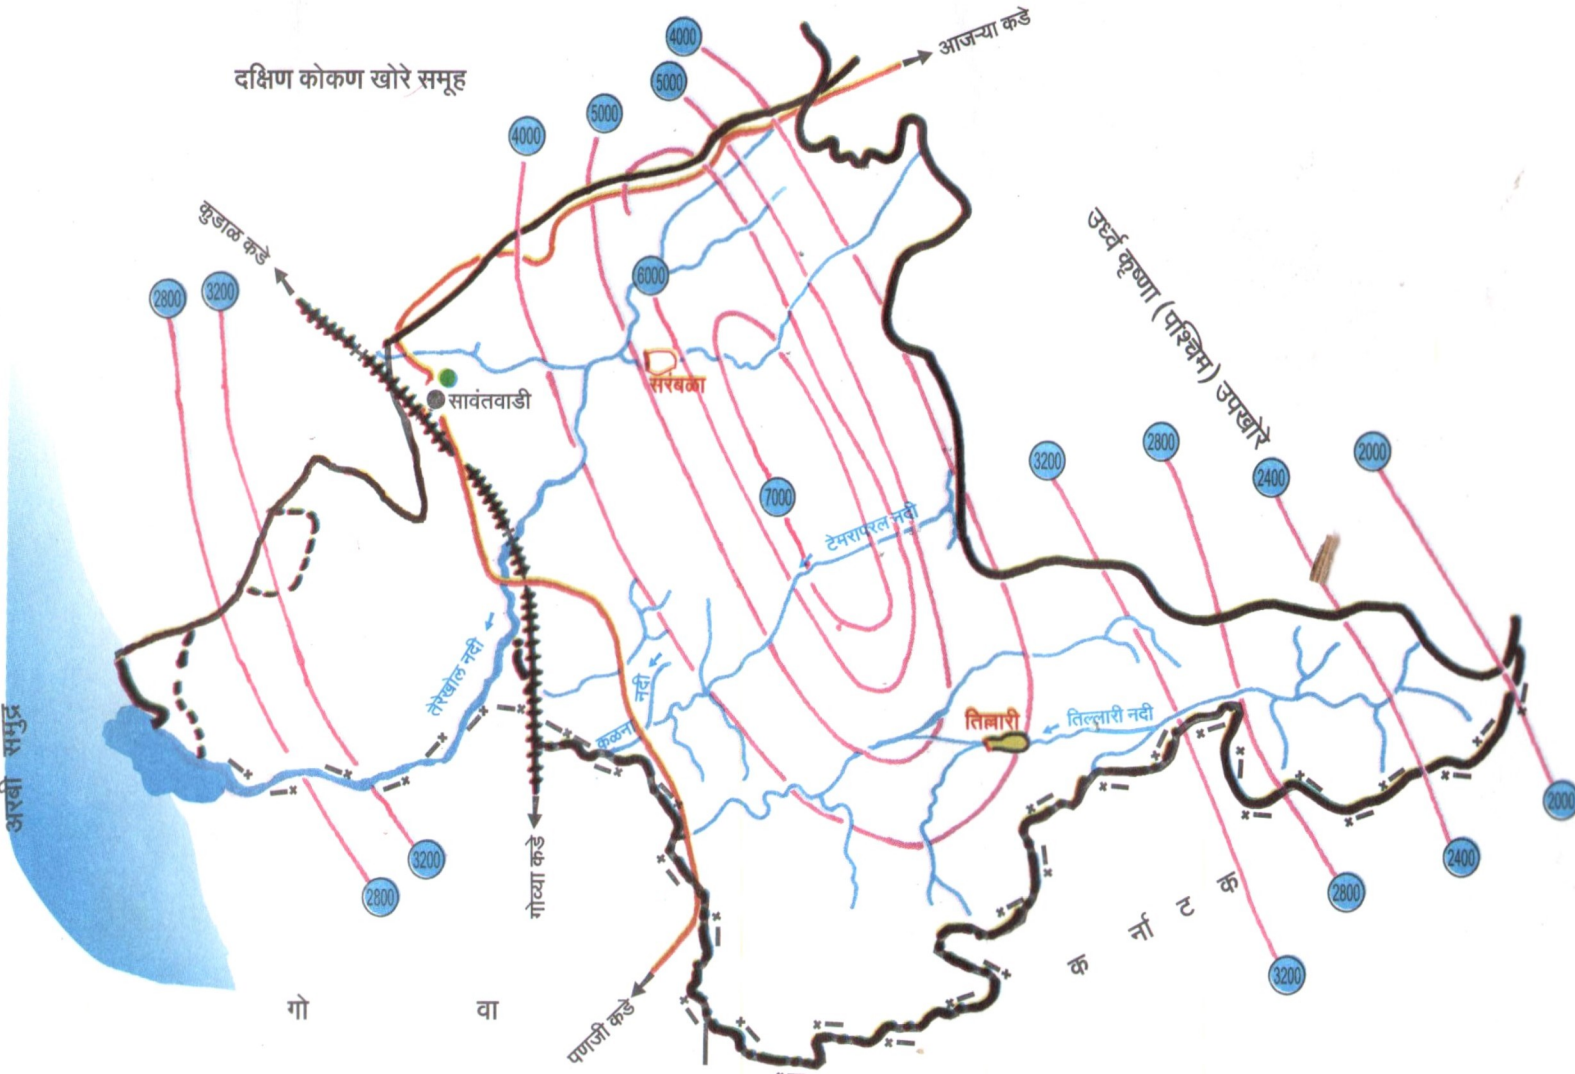 4000
आजऱ्या कडे
दक्षिण कोकण खोरे समूह
5000
5000
4000
कुडाळ कडे
उर्ध्व कृष्णा (पश्चिम) उपखोरे
2800
3200
6000
सरंबळा
सावंतवाडी
7000
3200
2800
2400
2000
टेमरापरल नदी
तेरेखोल नदी
नदी
कळना
तिल्लारी
तिल्लारी नदी
अरबी समुद्र
2000
3200
2800
गोव्या कडे
2400
2800
3200
कर्नाटक
गोवा
पणजी कडे